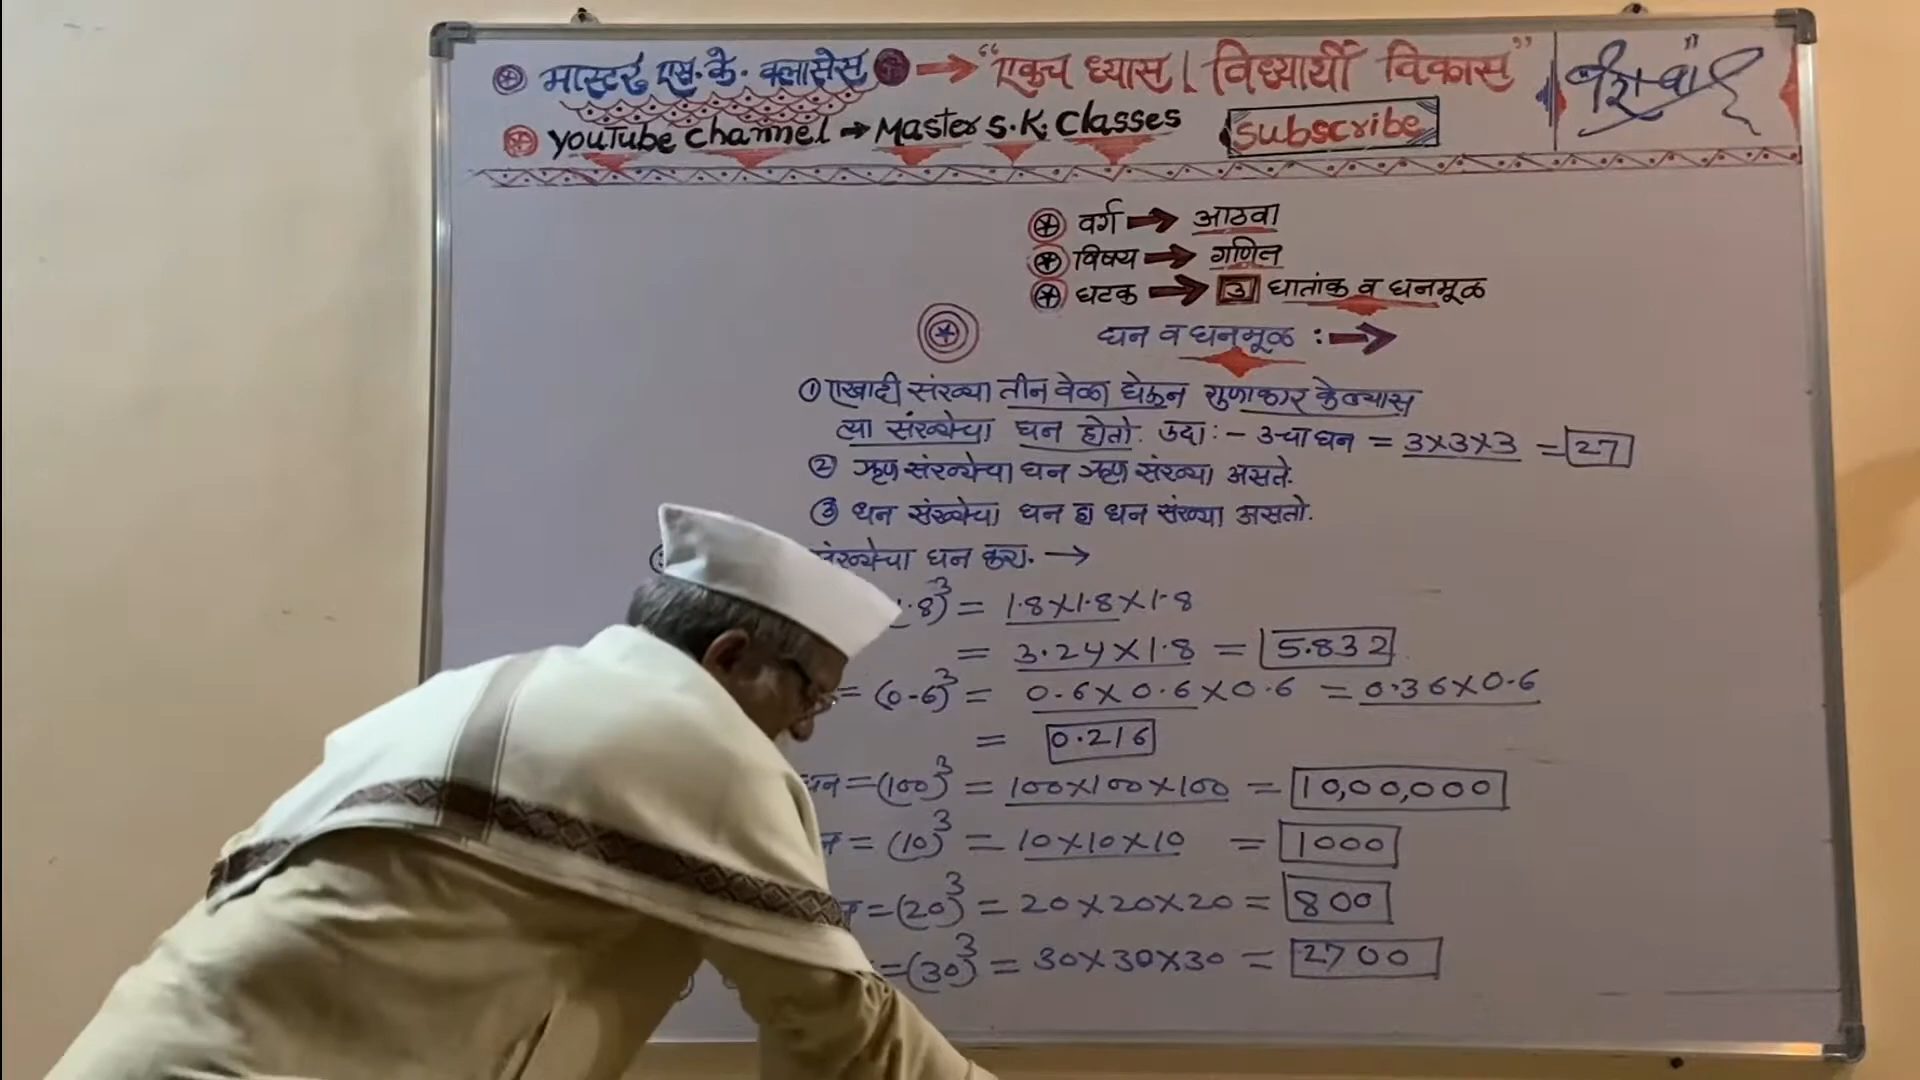 मास्टर एस. के. क्लासेस → "एकच ध्यास। विध्यार्थी विकास"
YouTube Channel → Master S.K. Classes Subscribe
वर्ग → आठवा
विषय → गणित
घटक → 3 घातांक व घनमूळ
घन व घनमूळ :→
① एखादी संख्या तीन वेळा घेऊन गुणाकार केल्यास
त्या संख्येचा घन होतो. उदा:- 3चा घन = 3×3×3 = 27
② ऋण संख्येचा घन ऋण संख्या असते.
③ धन संख्येचा घन हा धन संख्या असतो.
संख्येचा घन करा. →
.8)³ = 1.8×1.8×1.8
= 3.24×1.8 = 5.832
= (0.6)³ = 0.6×0.6×0.6 = 0.36×0.6
= 0.216
घन = (100)³ = 100×100×100 = 10,00,000
= (10)³ = 10×10×10 = 1000
= (20)³ = 20×20×20 = 800
= (30)³ = 30×30×30 = 2700